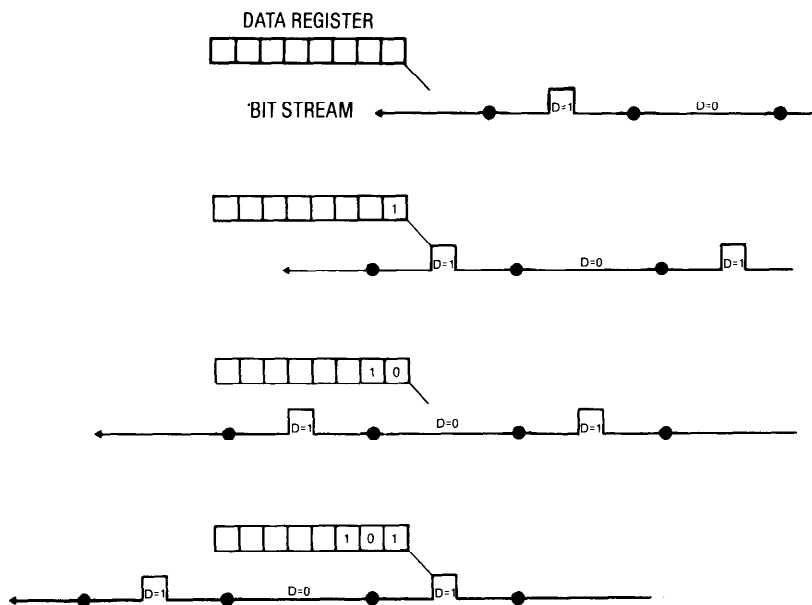 DATA REGISTER
BIT STREAM
D=1
D=0
1
D=1
D=0
D=1
1 0
D=1
D=0
D=1
1 0 1
D=1
D=0
D=1